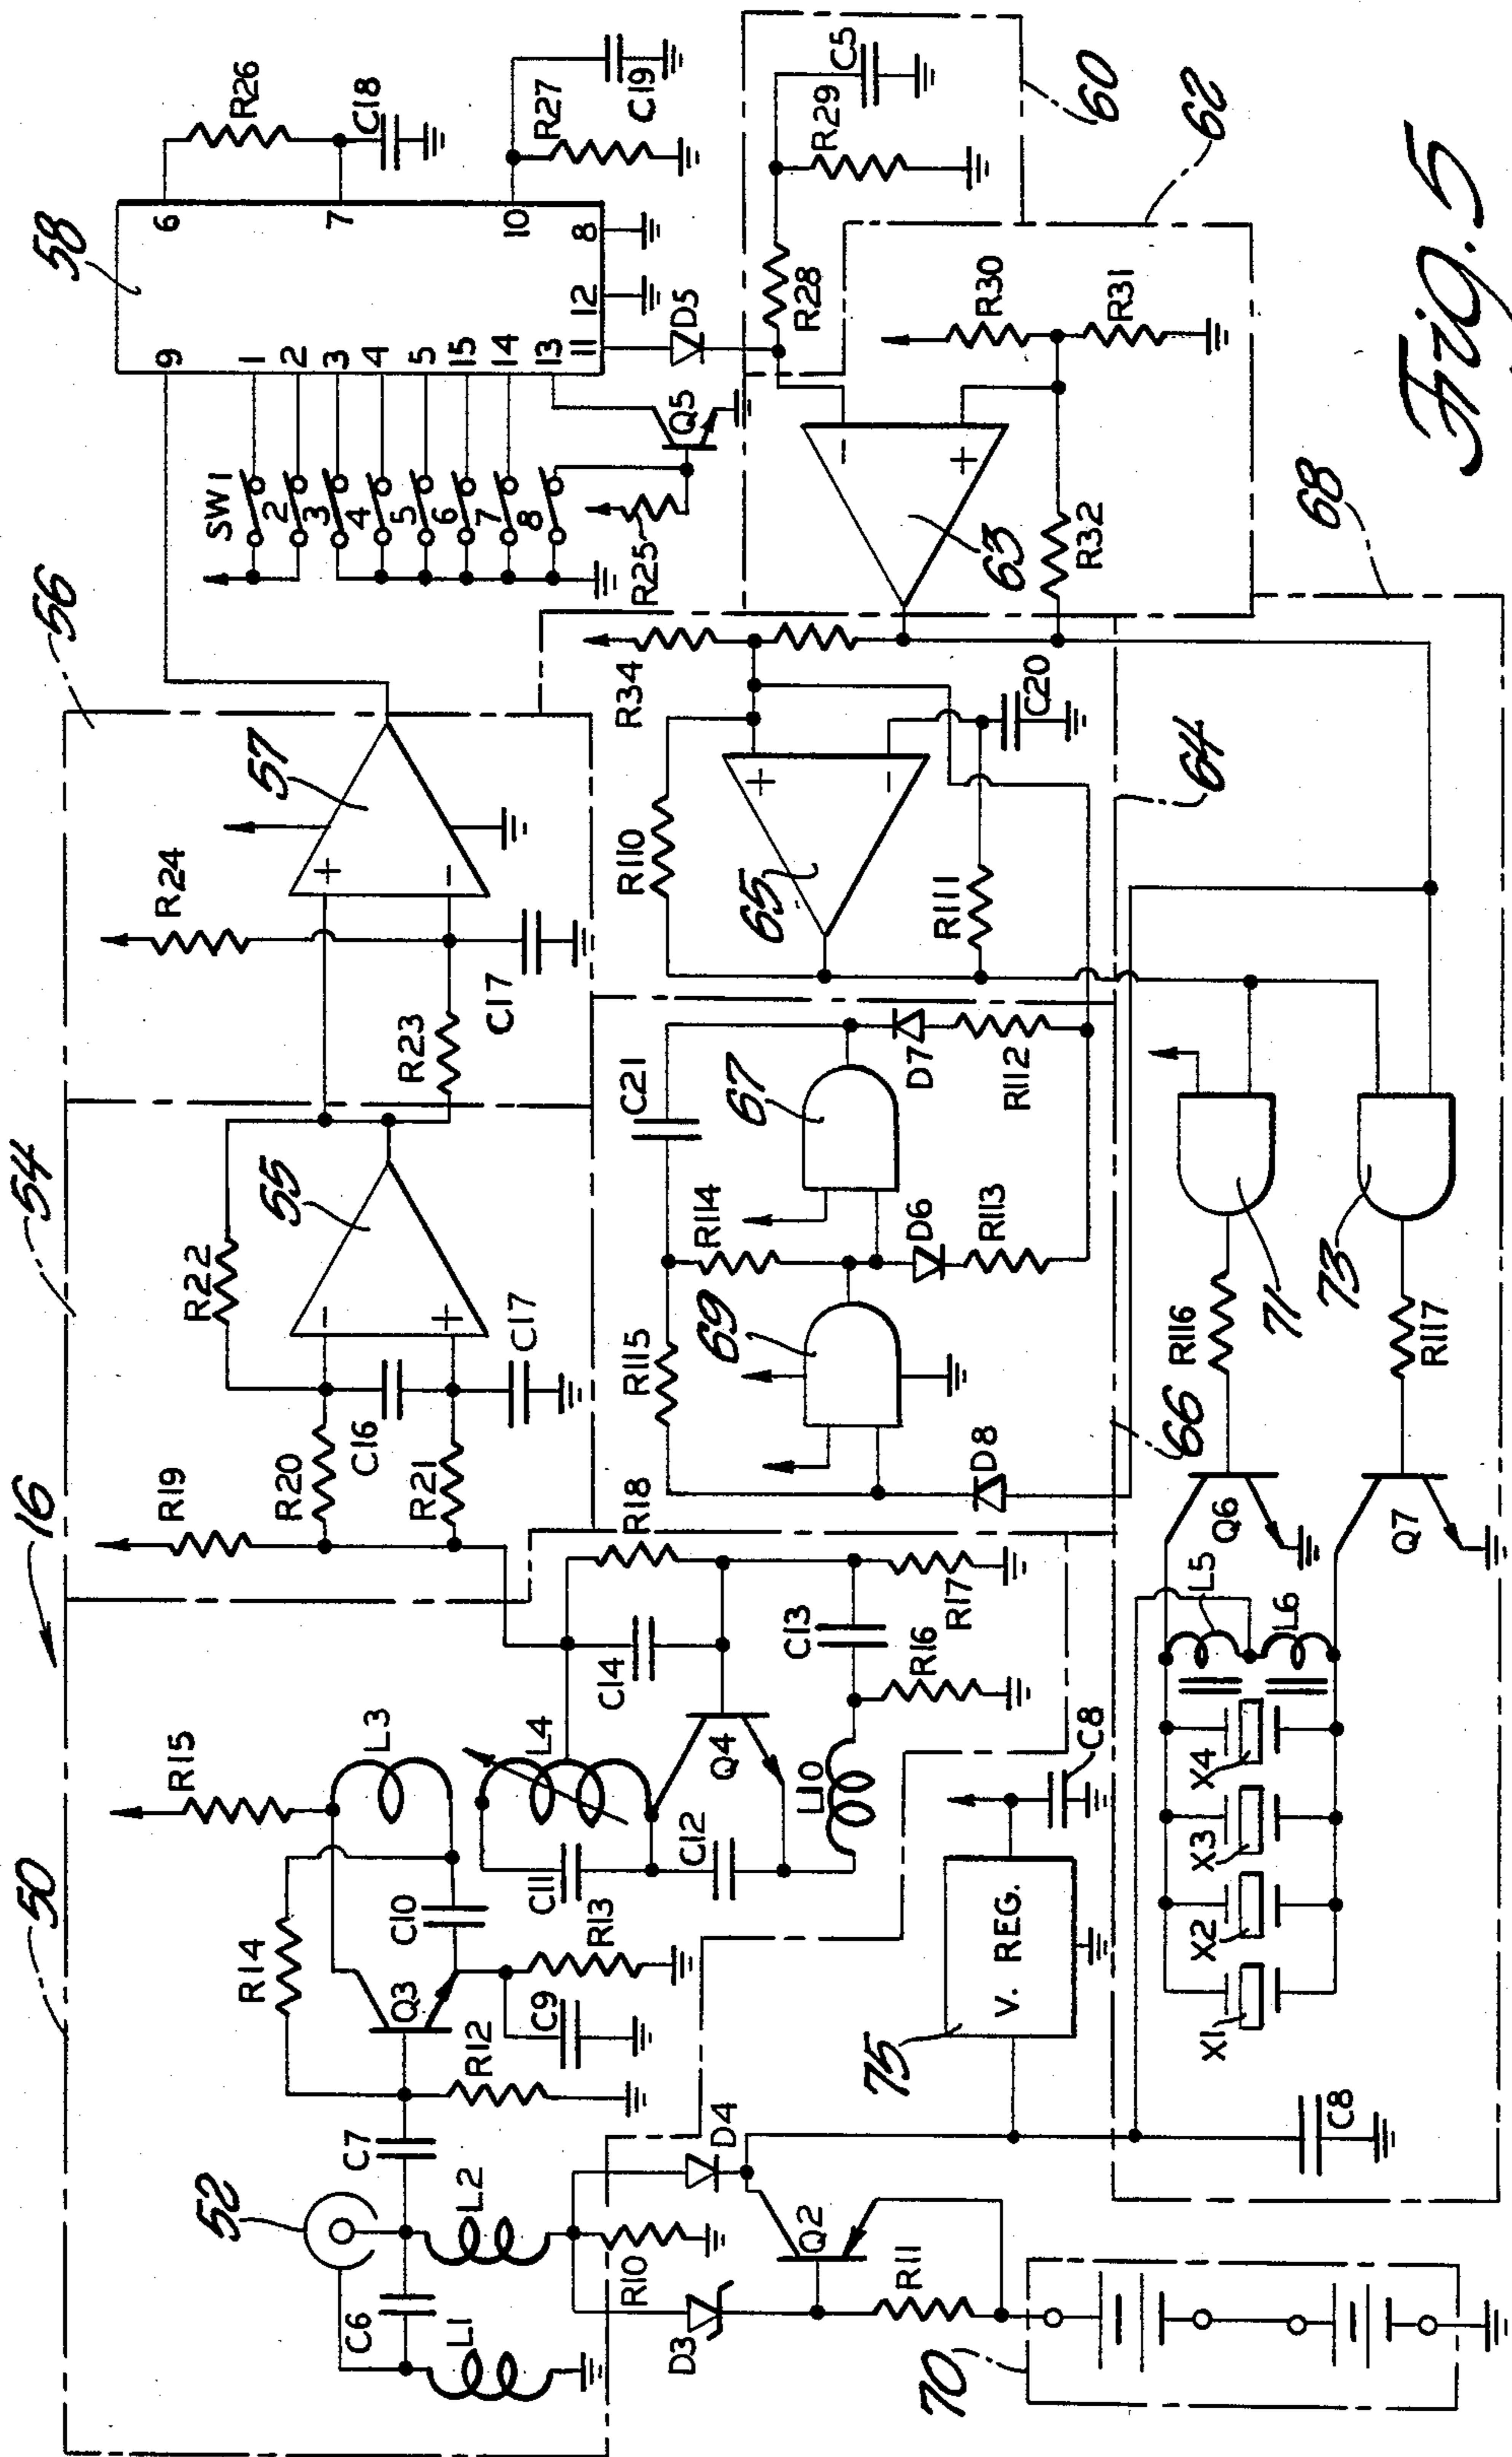 16
50
54
56
52
C6
L1
C7
L2
R10
R14
Q3
R12
C9
R13
C10
R15
L3
L4
C11
C12
Q4
C14
L10
C13
R16
R17
R18
R19
R20
R21
C16
C17
R22
−
+
55
R23
R24
C17
+
−
57
58
9
1
2
3
4
5
15
14
13
11
12
8
10
7
6
SW 1
2
3
4
5
6
7
8
R25
Q5
D5
R26
C18
R27
C19
R28
R29
C5
60
62
R30
R31
R32
−
+
63
R34
R110
+
−
65
R111
C20
64
C21
67
D7
R112
R114
D6
R113
69
R115
D8
66
68
71
73
R116
R117
Q6
Q7
L5
L6
X1
X2
X3
X4
C8
75
V. REG.
C8
D4
D3
Q2
R11
70
Fig. 5